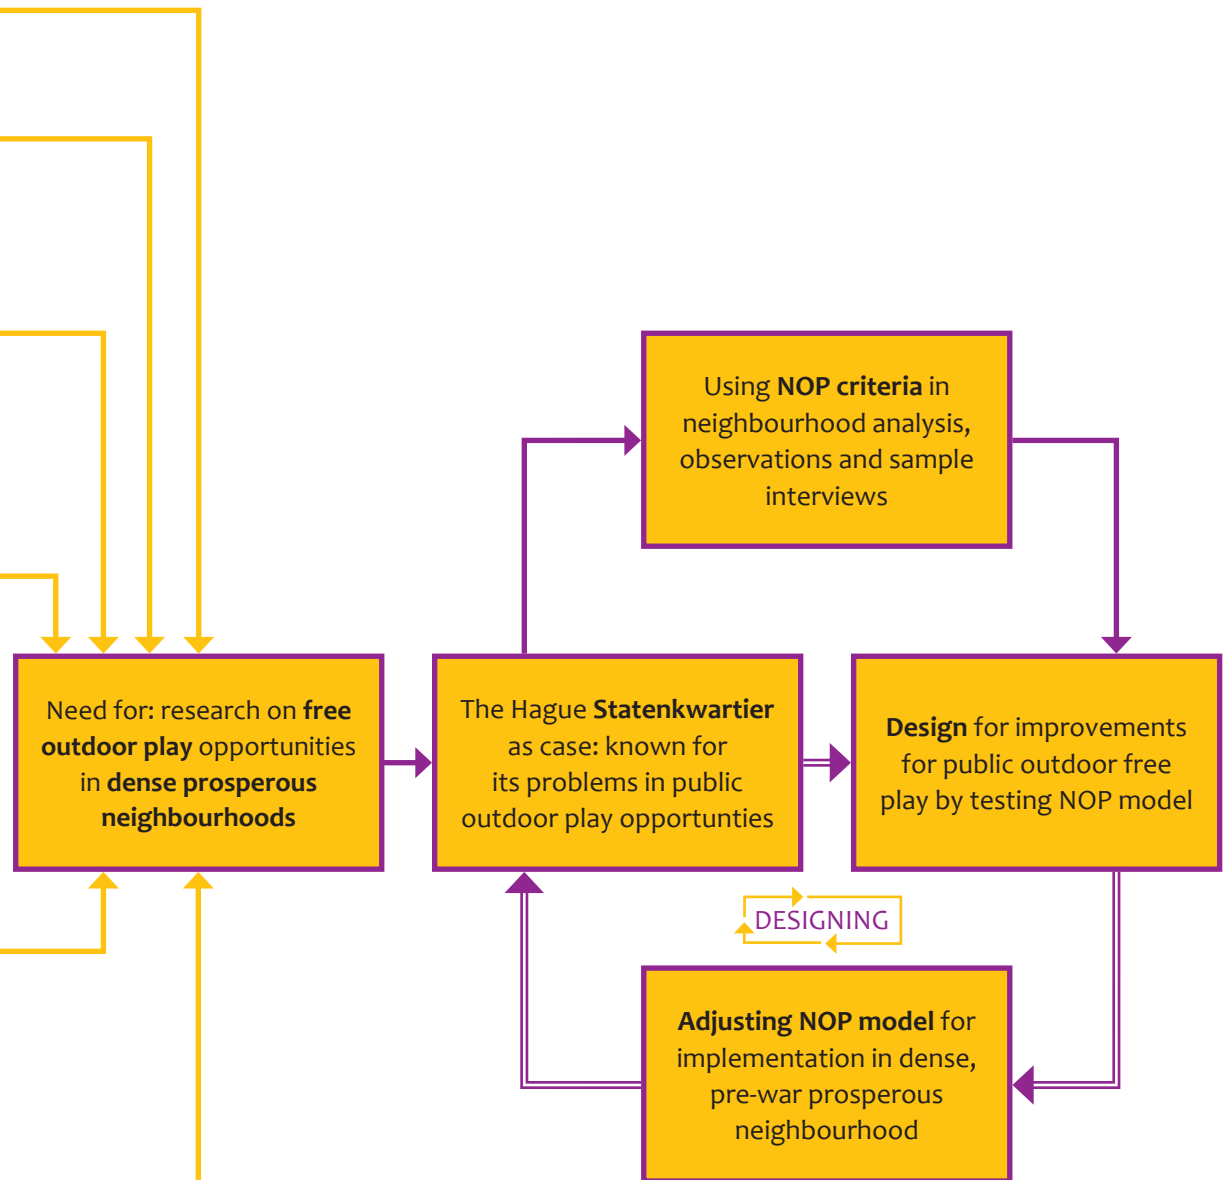 Using NOP criteria in
neighbourhood analysis,
observations and sample
interviews
Need for: research on free
outdoor play opportunities
in dense prosperous
neighbourhoods
The Hague Statenkwartier
as case: known for
its problems in public
outdoor play opportunties
Design for improvements
for public outdoor free
play by testing NOP model
DESIGNING
Adjusting NOP model for
implementation in dense,
pre-war prosperous
neighbourhood